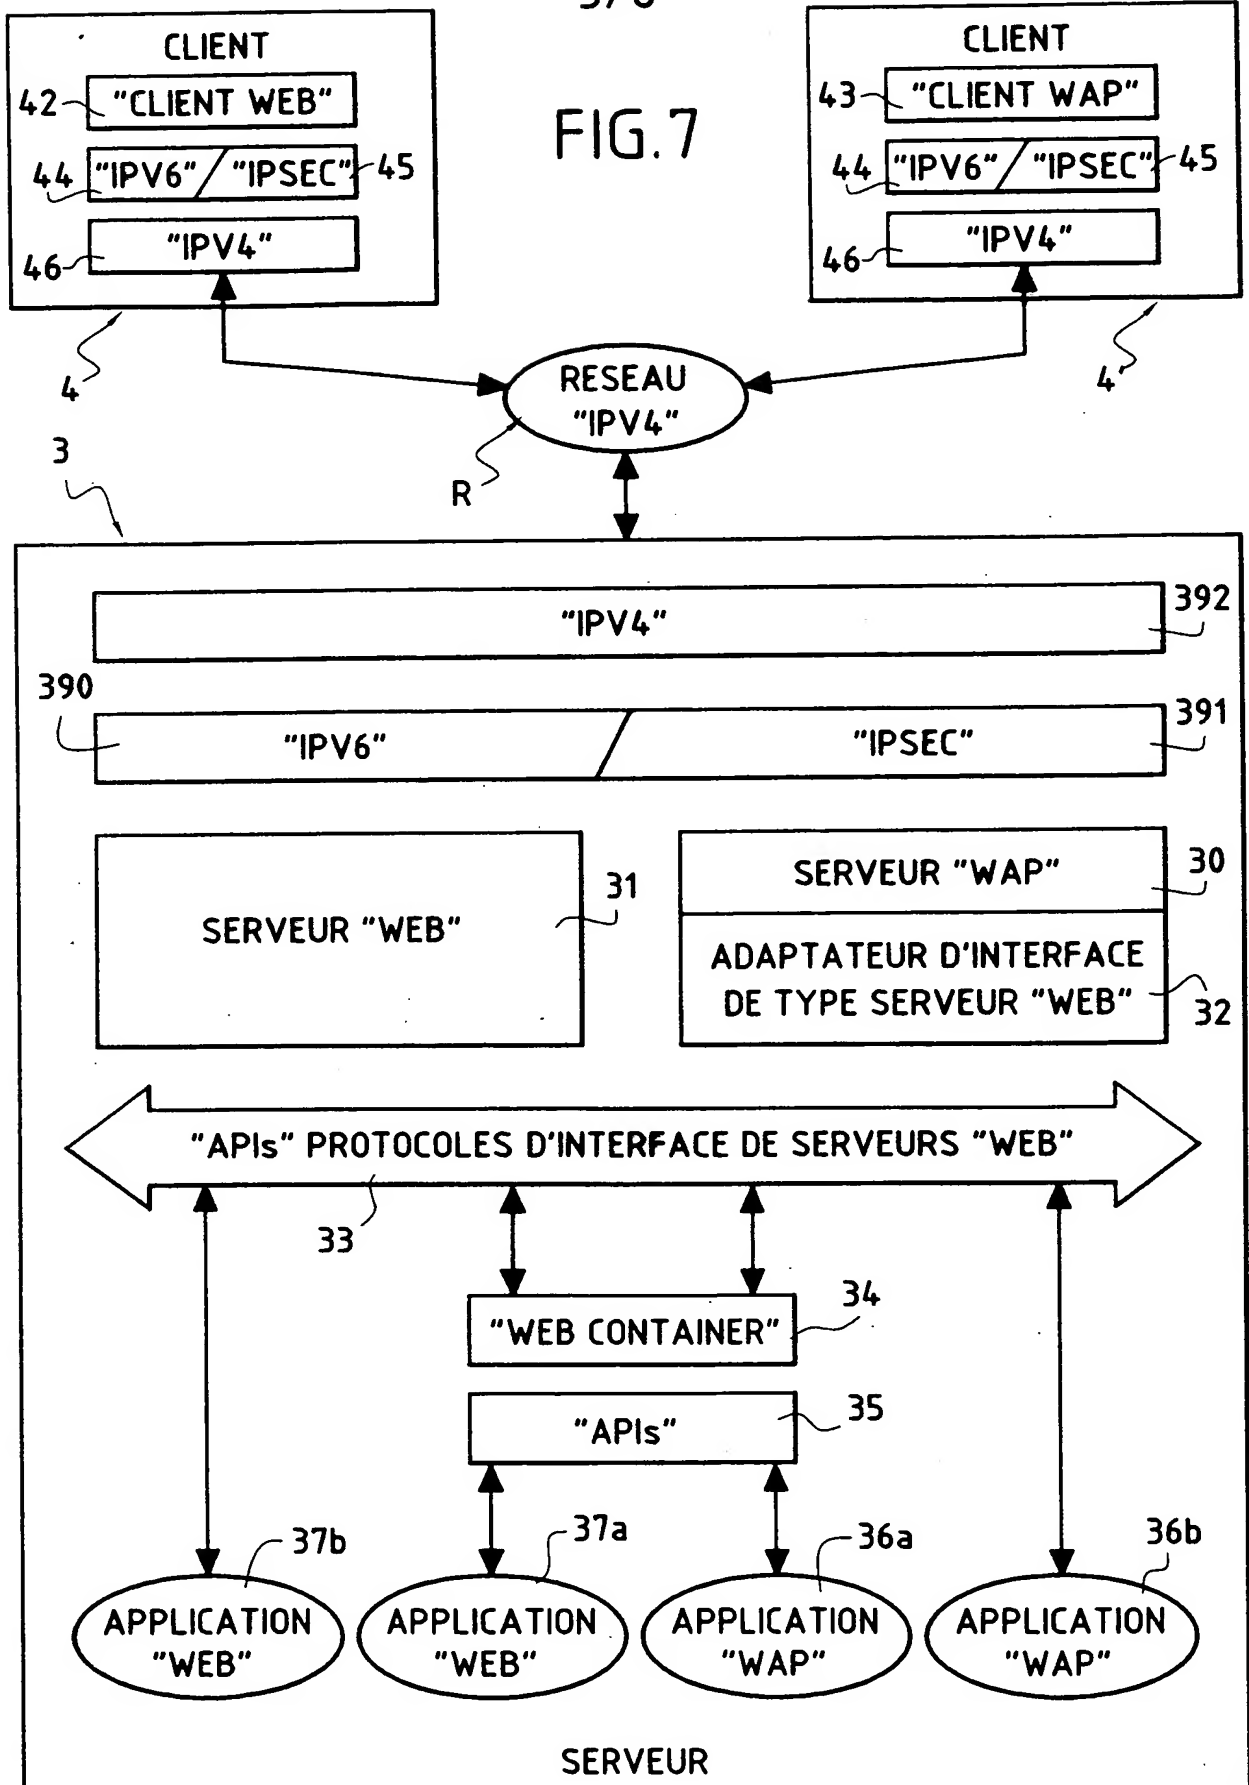 CLIENT
42
"CLIENT WEB"
44
"IPV6"
"IPSEC"
45
46
"IPV4"
4
FIG.7
CLIENT
43
"CLIENT WAP"
44
"IPV6"
"IPSEC"
45
46
"IPV4"
4'
RESEAU
"IPV4"
R
3
"IPV4"
392
390
"IPV6"
"IPSEC"
391
SERVEUR "WEB"
31
SERVEUR "WAP"
30
ADAPTATEUR D'INTERFACE
DE TYPE SERVEUR "WEB"
32
"APIs" PROTOCOLES D'INTERFACE DE SERVEURS "WEB"
33
"WEB CONTAINER"
34
"APIs"
35
37b
37a
36a
36b
APPLICATION
"WEB"
APPLICATION
"WEB"
APPLICATION
"WAP"
APPLICATION
"WAP"
SERVEUR